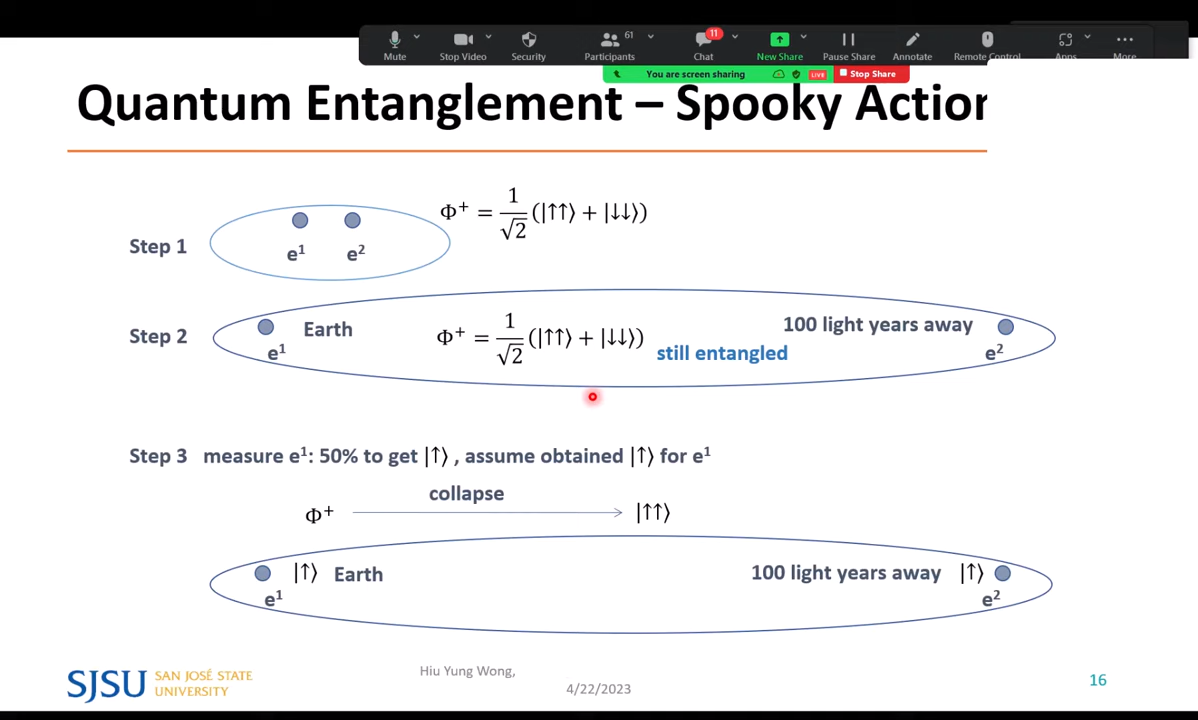 61
11
Mute
Stop Video
Security
Participants
Chat
New Share
Pause Share
Annotate
Remote Control
Apps
More
You are screen sharing
LIVE
Stop Share
Quantum Entanglement – Spooky Action
Φ⁺ = 1/√2 (|↑↑⟩ + |↓↓⟩)
Step 1
e¹ e²
Step 2
Earth
Φ⁺ = 1/√2 (|↑↑⟩ + |↓↓⟩)
100 light years away
e¹
still entangled
e²
Step 3 measure e¹: 50% to get |↑⟩ , assume obtained |↑⟩ for e¹
collapse
Φ⁺ |↑↑⟩
|↑⟩ Earth
100 light years away |↑⟩
e¹
e²
SJSU SAN JOSÉ STATE
UNIVERSITY
Hiu Yung Wong,
4/22/2023
16